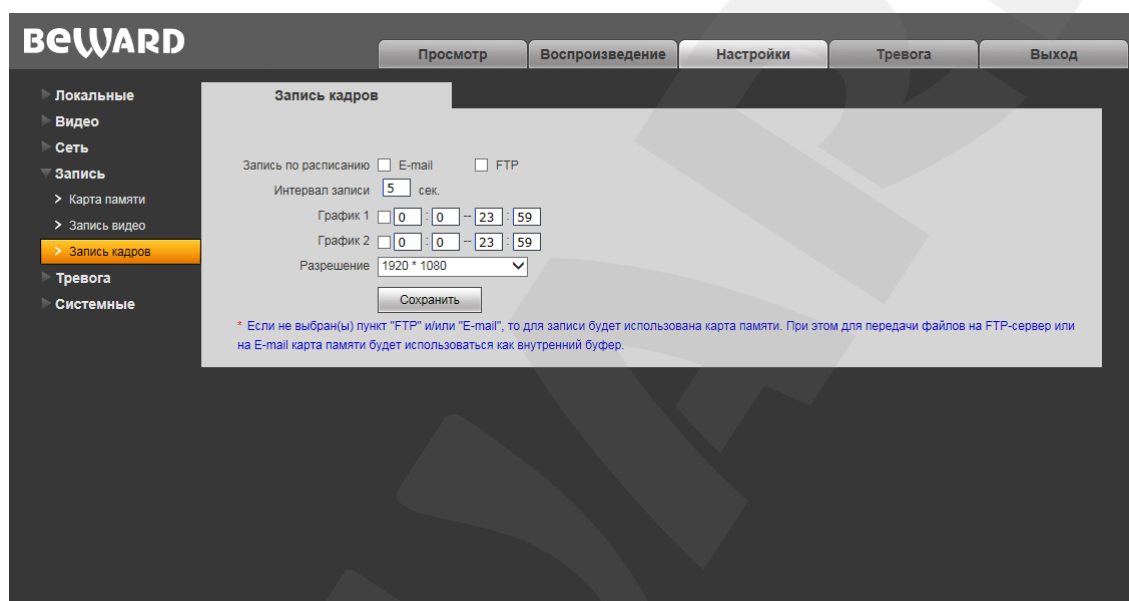 BEWARD
Просмотр Воспроизведение Настройки Тревога Выход
Локальные
Видео
Сеть
Запись
> Карта памяти
> Запись видео
> Запись кадров
Тревога
Системные
Запись кадров
Запись по расписанию E-mail FTP
Интервал записи 5 сек.
График 1 0 : 0 -- 23 : 59
График 2 0 : 0 -- 23 : 59
Разрешение 1920 * 1080
Сохранить
* Если не выбран(ы) пункт "FTP" и/или "E-mail", то для записи будет использована карта памяти. При этом для передачи файлов на FTP-сервер или
на E-mail карта памяти будет использоваться как внутренний буфер.